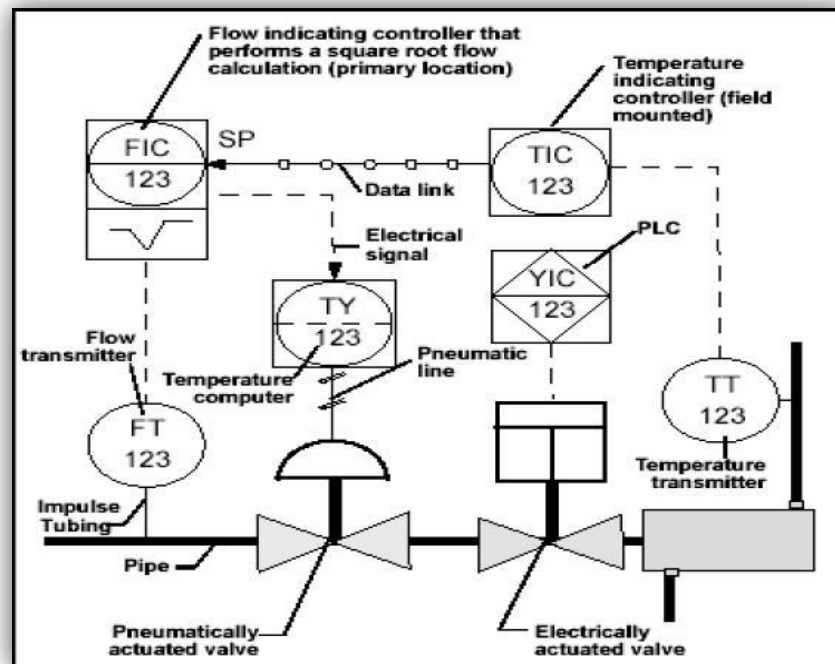 Flow indicating controller that
performs a square root flow
calculation (primary location)
Temperature
indicating
controller (field
mounted)
SP
FIC
123
TIC
123
Data link
Electrical
signal
PLC
YIC
123
TY
123
Flow
transmitter
Temperature
computer
Pneumatic
line
FT
123
TT
123
Temperature
transmitter
Impulse
Tubing
Pipe
Pneumatically
actuated valve
Electrically
actuated valve